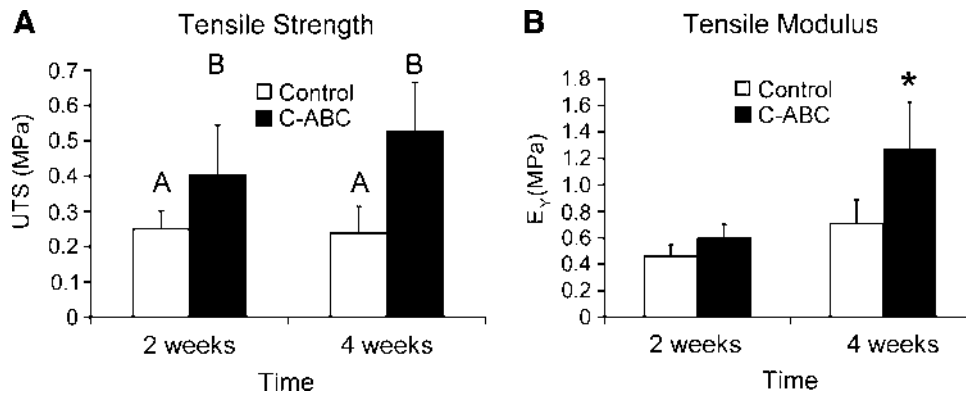 A
Tensile Strength
B
B
Control
C-ABC
A
A
UTS (MPa)
0.7
0.6
0.5
0.4
0.3
0.2
0.1
0
2 weeks
4 weeks
Time
B
Tensile Modulus
*
Control
C-ABC
E_Y(MPa)
1.8
1.6
1.4
1.2
1.0
0.8
0.6
0.4
0.2
0
2 weeks
4 weeks
Time